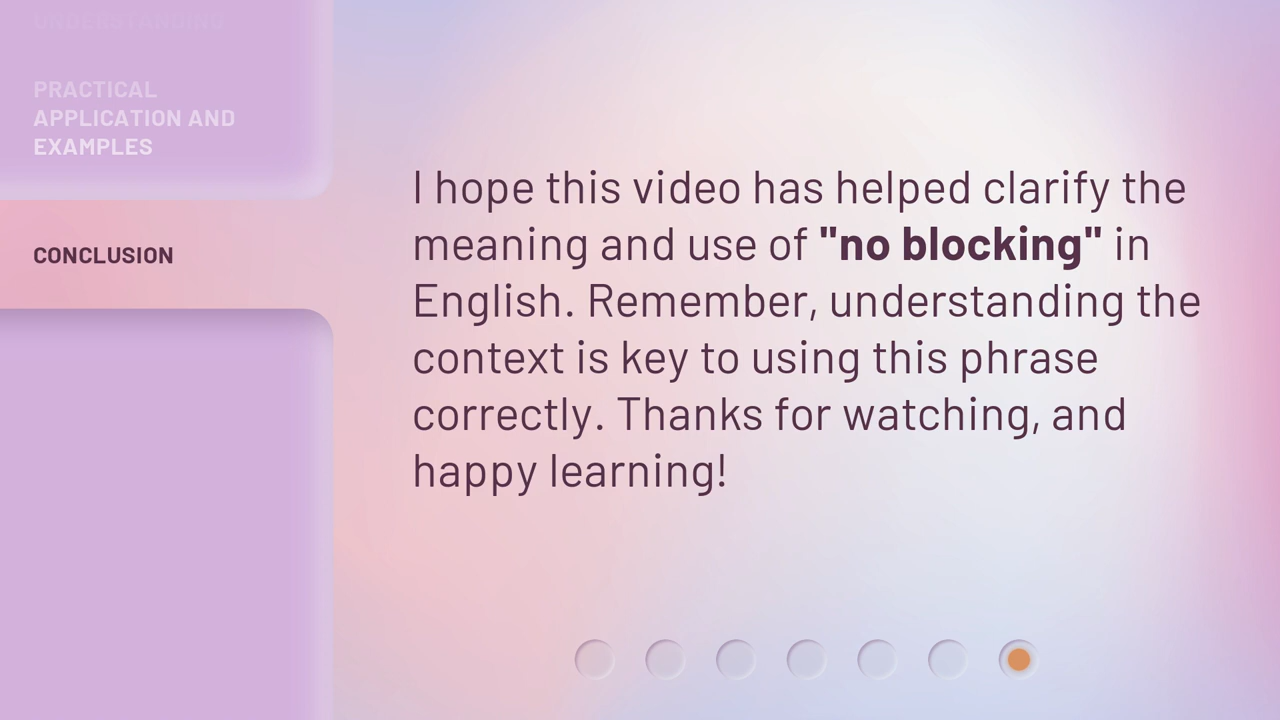 UNDERSTANDING
PRACTICAL
APPLICATION AND
EXAMPLES
CONCLUSION
I hope this video has helped clarify the
meaning and use of "no blocking" in
English. Remember, understanding the
context is key to using this phrase
correctly. Thanks for watching, and
happy learning!